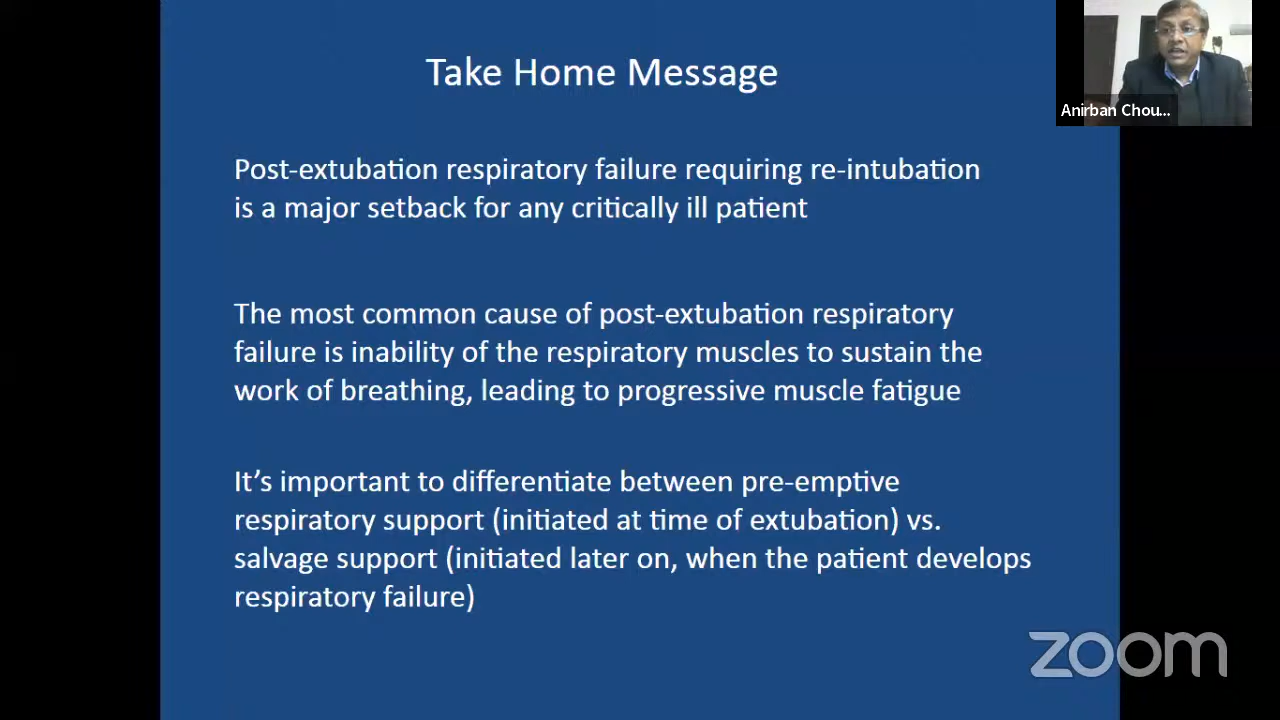 Take Home Message
Anirban Chou...
Post-extubation respiratory failure requiring re-intubation
is a major setback for any critically ill patient
The most common cause of post-extubation respiratory
failure is inability of the respiratory muscles to sustain the
work of breathing, leading to progressive muscle fatigue
It’s important to differentiate between pre-emptive
respiratory support (initiated at time of extubation) vs.
salvage support (initiated later on, when the patient develops
respiratory failure)
zoom